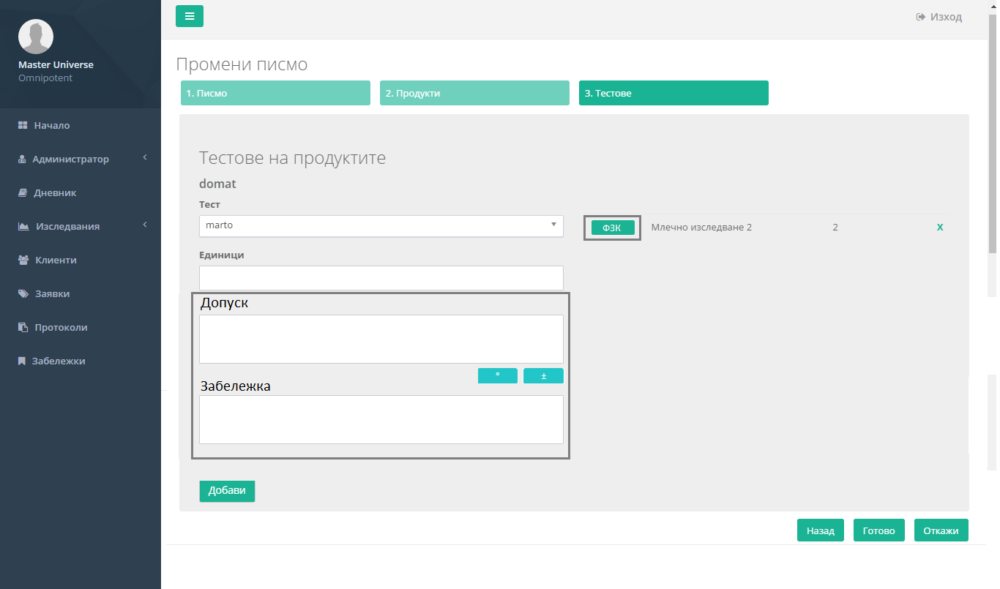 Master Universe
Omnipotent
Начало
Администратор
Дневник
Изследвания
Клиенти
Заявки
Протоколи
Забележки
Изход
Промени писмо
1. Писмо
2. Продукти
3. Тестове
Тестове на продуктите
domat
Тест
marto
ФЗК Млечно изследване 2 2 X
Единици
Допуск
° ±
Забележка
Добави
Назад Готово Откажи